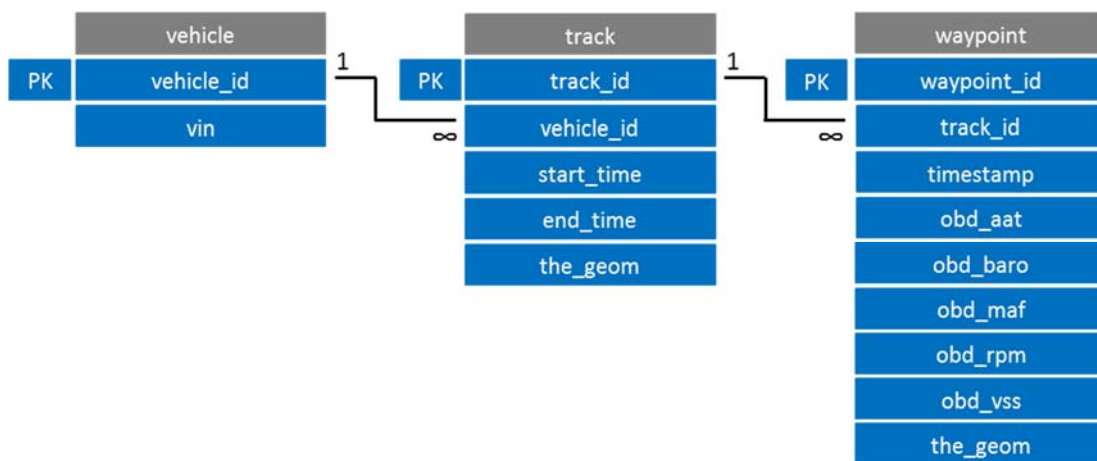 vehicle
PK
vehicle_id
vin
1
∞
track
PK
track_id
vehicle_id
start_time
end_time
the_geom
1
∞
waypoint
PK
waypoint_id
track_id
timestamp
obd_aat
obd_baro
obd_maf
obd_rpm
obd_vss
the_geom